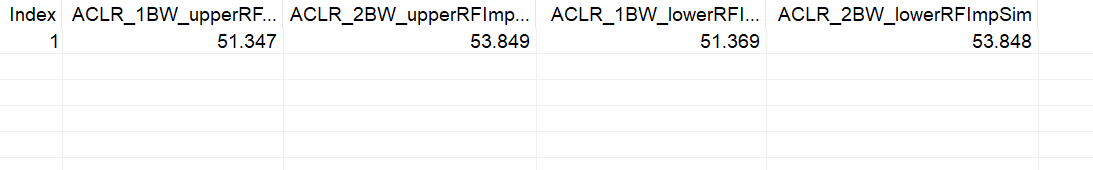 Index ACLR_1BW_upperRF... ACLR_2BW_upperRFImp... ACLR_1BW_lowerRFI... ACLR_2BW_lowerRFImpSim
1 51.347 53.849 51.369 53.848